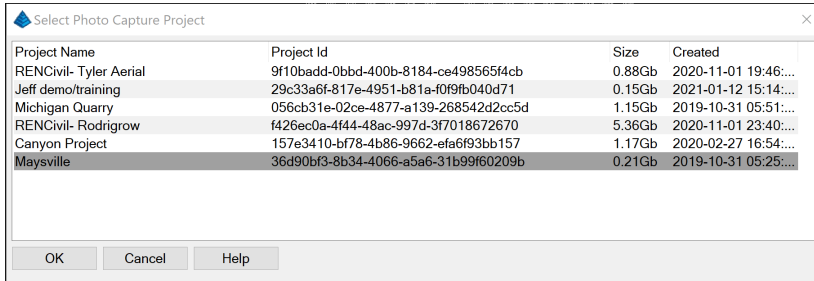 Select Photo Capture Project
Project Name Project Id Size Created
RENCivil- Tyler Aerial 9f10badd-0bbd-400b-8184-ce498565f4cb 0.88Gb 2020-11-01 19:46:...
Jeff demo/training 29c33a6f-817e-4951-b81a-f0f9fb040d71 0.15Gb 2021-01-12 15:14:...
Michigan Quarry 056cb31e-02ce-4877-a139-268542d2cc5d 1.15Gb 2019-10-31 05:51:...
RENCivil- Rodrigrow f426ec0a-4f44-48ac-997d-3f7018672670 5.36Gb 2020-11-01 23:40:...
Canyon Project 157e3410-bf78-4b86-9662-efa6f93bb157 1.17Gb 2020-02-27 16:54:...
Maysville 36d90bf3-8b34-4066-a5a6-31b99f60209b 0.21Gb 2019-10-31 05:25:...
OK Cancel Help